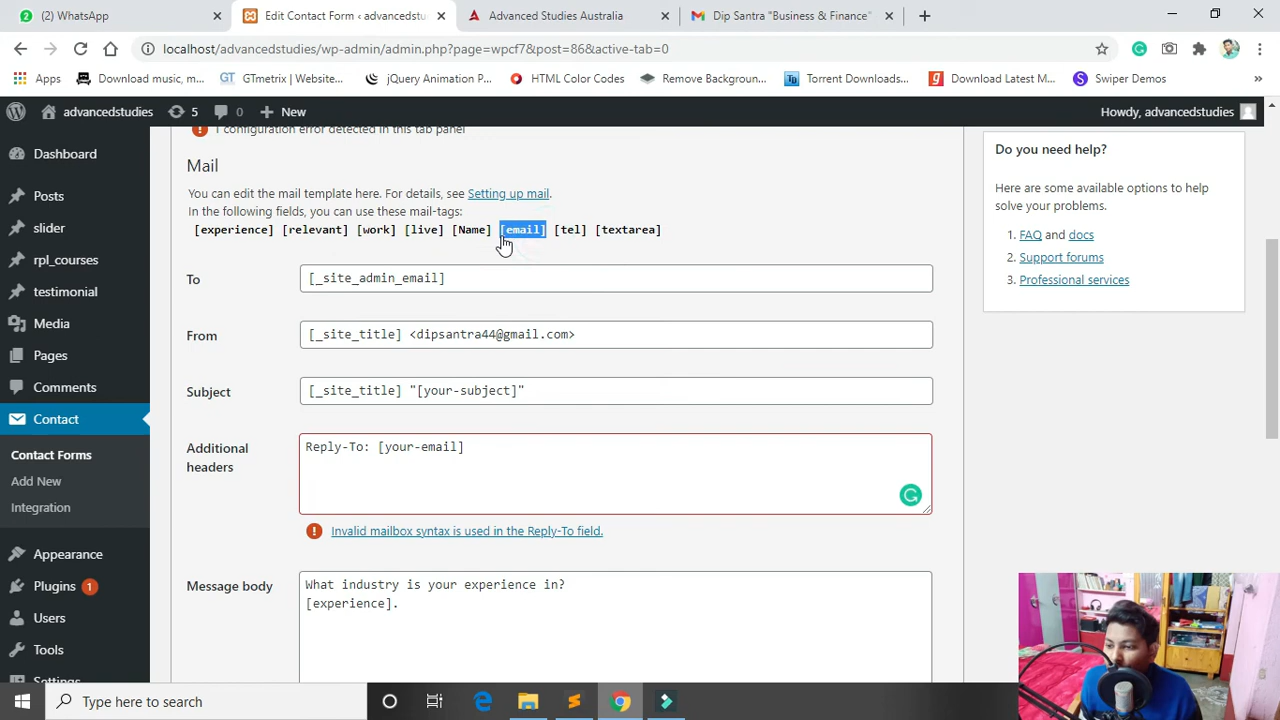 (2) WhatsApp
Edit Contact Form ‹ advancedstu
Advanced Studies Australia
Dip Santra "Business & Finance"
localhost/advancedstudies/wp-admin/admin.php?page=wpcf7&post=86&active-tab=0
Apps
Download music, m...
GTmetrix | Website...
jQuery Animation P...
HTML Color Codes
Remove Backgroun...
Torrent Downloads...
Download Latest M...
Swiper Demos
»
advancedstudies
5
0
New
Howdy, advancedstudies
Dashboard
Posts
slider
rpl_courses
testimonial
Media
Pages
Comments
Contact
Contact Forms
Add New
Integration
Appearance
Plugins 1
Users
Tools
Settings
1 configuration error detected in this tab panel
Mail
You can edit the mail template here. For details, see Setting up mail.
In the following fields, you can use these mail-tags:
[experience] [relevant] [work] [live] [Name] [email] [tel] [textarea]
To
[_site_admin_email]
From
[_site_title] <dipsantra44@gmail.com>
Subject
[_site_title] "[your-subject]"
Additional
headers
Reply-To: [your-email]
Invalid mailbox syntax is used in the Reply-To field.
Message body
What industry is your experience in?
[experience].
Do you need help?
Here are some available options to help
solve your problems.
1. FAQ and docs
2. Support forums
3. Professional services
Type here to search